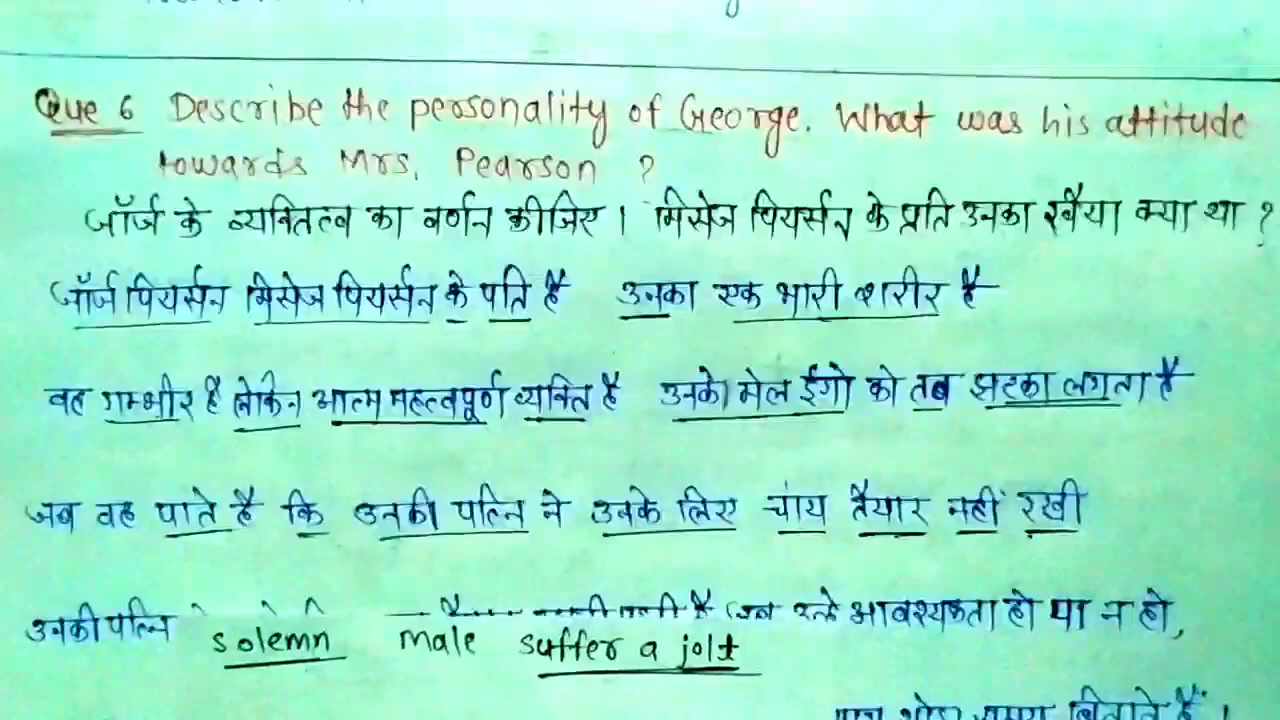 Que 6 Describe the personality of George. What was his attitude
towards Mrs. Pearson ?
जॉर्ज के व्यक्तित्व का वर्णन कीजिए । मिसेज पियर्सन के प्रति उनका रवैया क्या था ?
जॉर्ज पियर्सन मिसेज पियर्सन के पति है उनका एक भारी शरीर है
वह गम्भीर है लेकिन आत्म महत्वपूर्ण व्यक्ति है उनके मेल ईगो को तब झटका लगता है
जब वह पाते है कि उनकी पत्नि ने उनके लिए चाय तैयार नहीं रखी
उनकी पत्नि आवश्यकता हो या न हो,
solemn male suffer a jolt
बिताते हैं ।